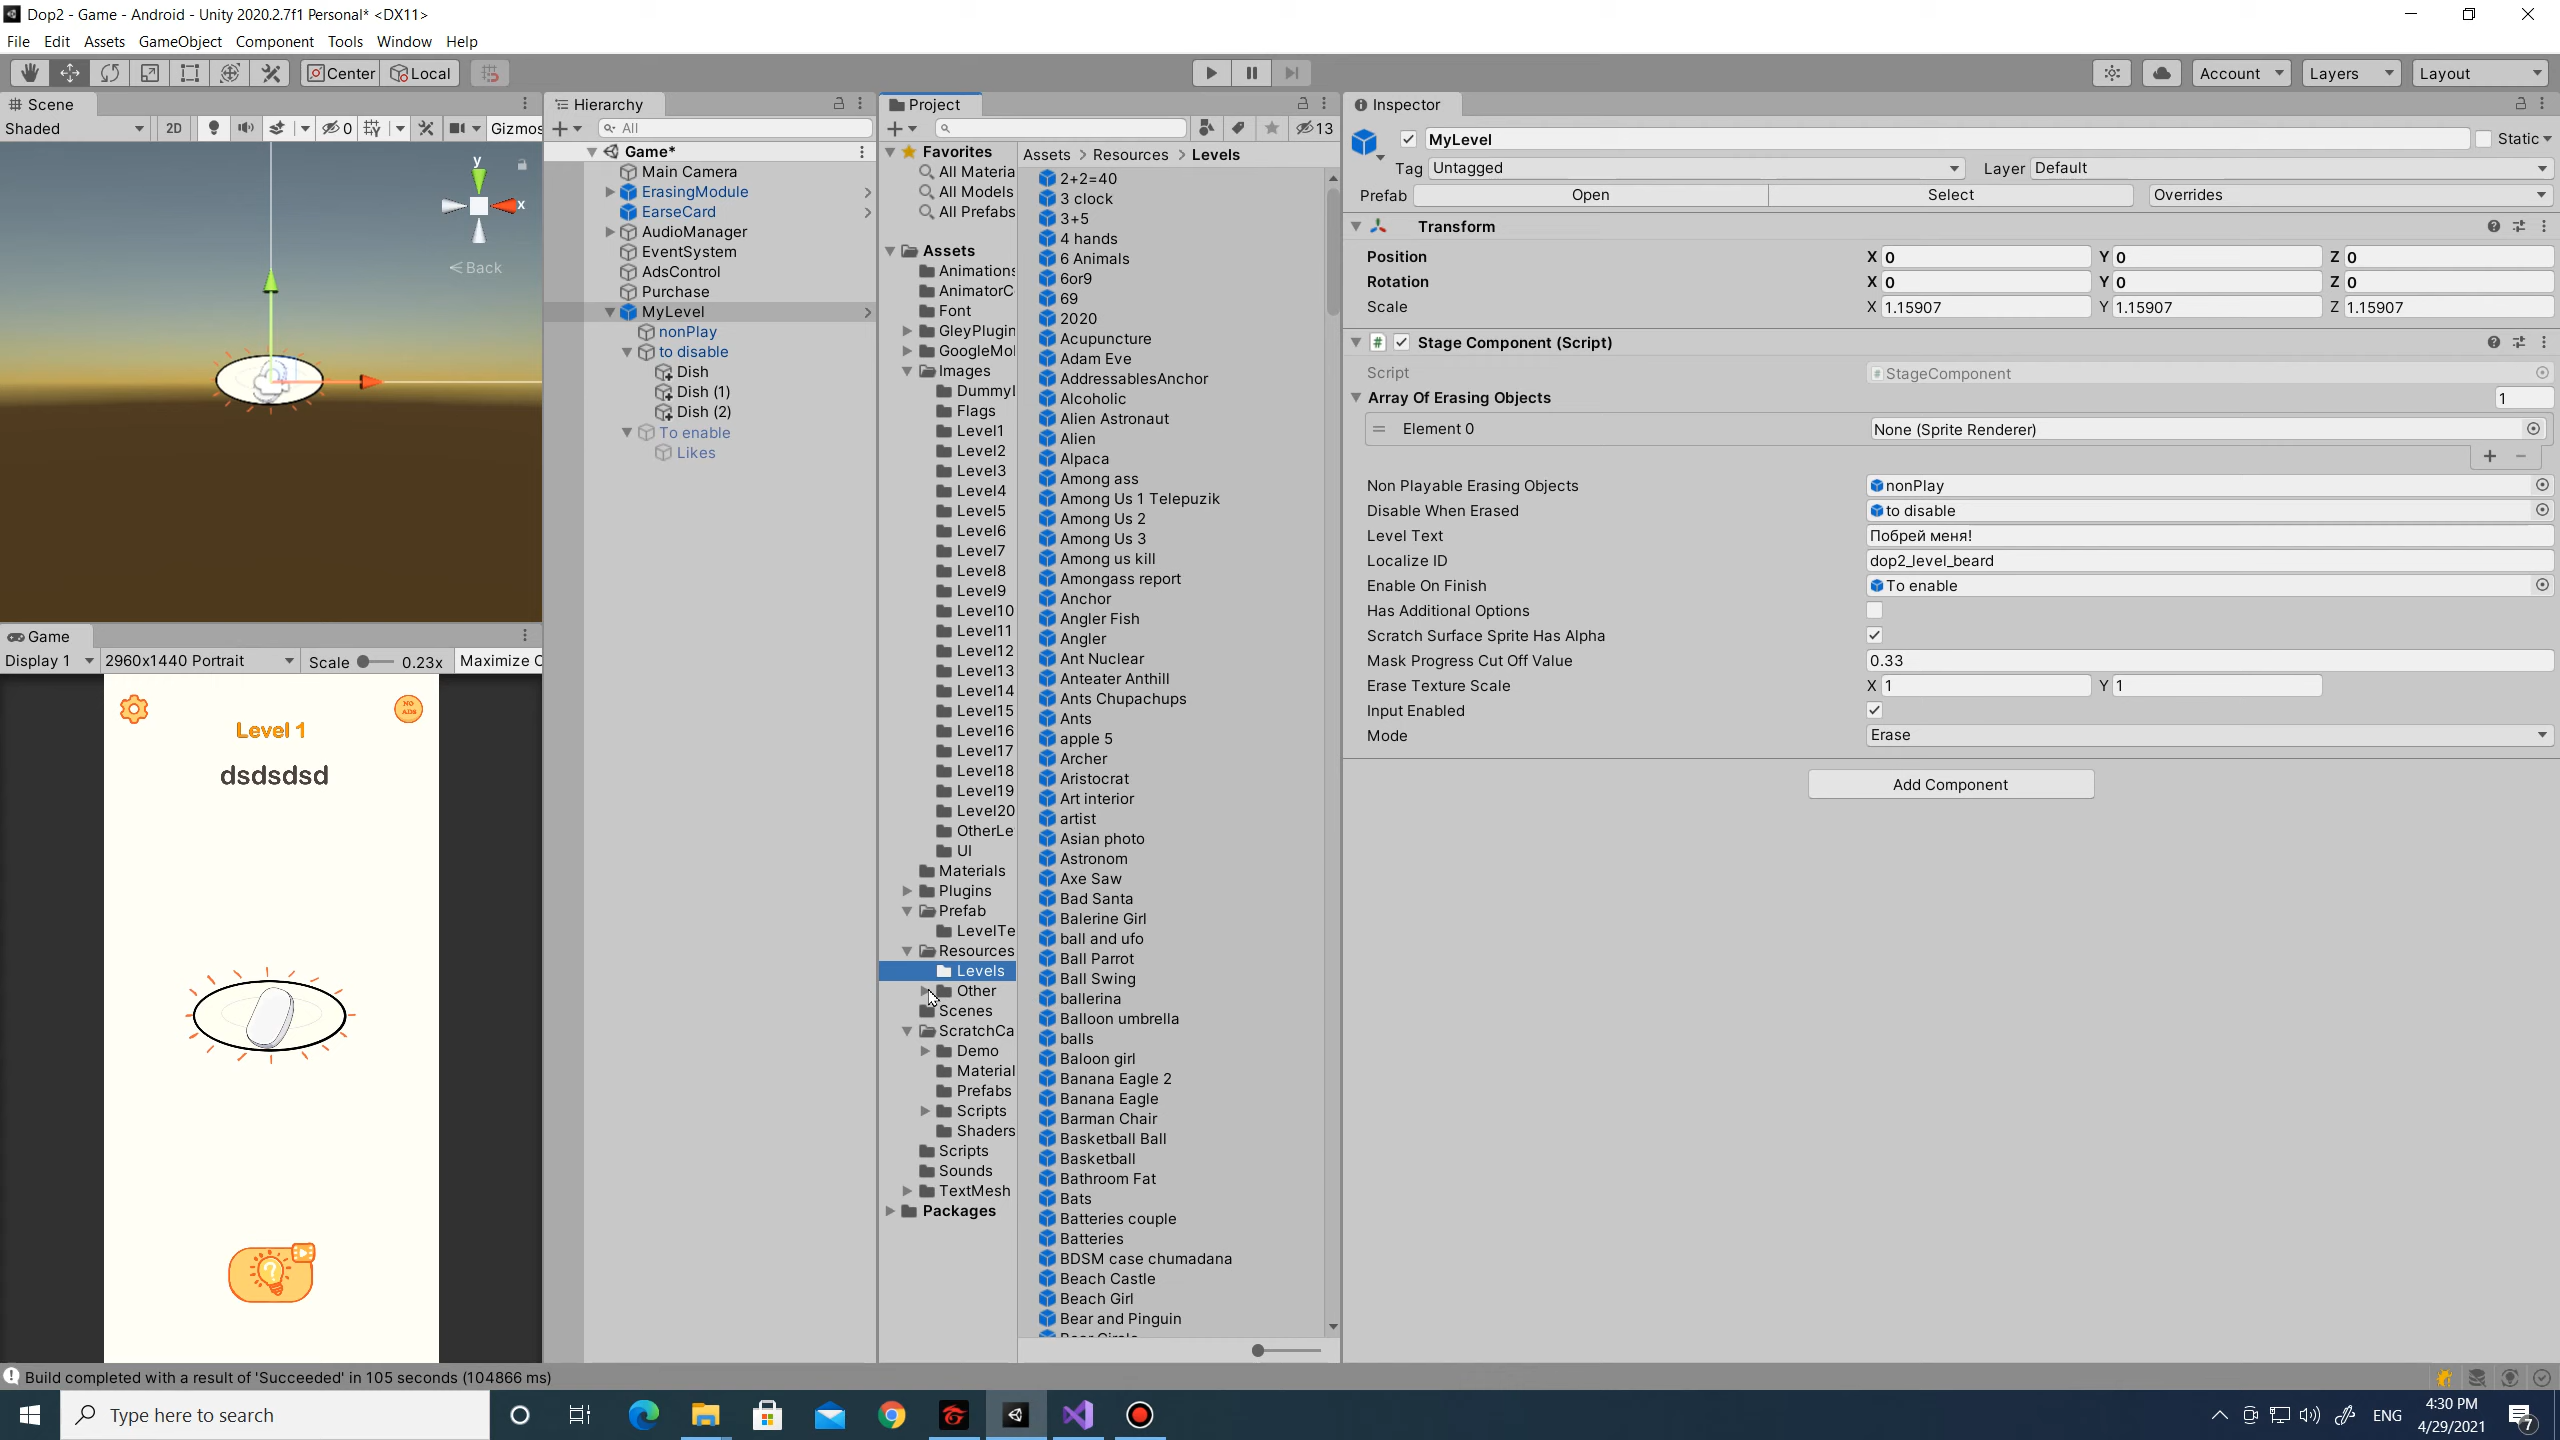 Dop2 - Game - Android - Unity 2020.2.7f1 Personal* <DX11>
File Edit Assets GameObject Component Tools Window Help
Center Local
Account Layers Layout
Scene
Shaded 2D 0 Gizmos
y
x
Back
Game
Display 1 2960x1440 Portrait Scale 0.23x Maximize O
NO ADS
Level 1
dsdsdsd
?
Hierarchy
All
Game*
Main Camera
ErasingModule
EarseCard
AudioManager
EventSystem
AdsControl
Purchase
MyLevel
nonPlay
to disable
Dish
Dish (1)
Dish (2)
To enable
Likes
Project
13
Favorites
All Materia
All Models
All Prefabs
Assets
Animations
AnimatorC
Font
GleyPlugin
GoogleMol
Images
Dummyl
Flags
Level1
Level2
Level3
Level4
Level5
Level6
Level7
Level8
Level9
Level10
Level11
Level12
Level13
Level14
Level15
Level16
Level17
Level18
Level19
Level20
OtherLe
UI
Materials
Plugins
Prefab
LevelTe
Resources
Levels
Other
Scenes
ScratchCa
Demo
Material
Prefabs
Scripts
Shaders
Scripts
Sounds
TextMesh
Packages
Assets > Resources > Levels
2+2=40
3 clock
3+5
4 hands
6 Animals
6or9
69
2020
Acupuncture
Adam Eve
AddressablesAnchor
Alcoholic
Alien Astronaut
Alien
Alpaca
Among ass
Among Us 1 Telepuzik
Among Us 2
Among Us 3
Among us kill
Amongass report
Anchor
Angler Fish
Angler
Ant Nuclear
Anteater Anthill
Ants Chupachups
Ants
apple 5
Archer
Aristocrat
Art interior
artist
Asian photo
Astronom
Axe Saw
Bad Santa
Balerine Girl
ball and ufo
Ball Parrot
Ball Swing
ballerina
Balloon umbrella
balls
Baloon girl
Banana Eagle 2
Banana Eagle
Barman Chair
Basketball Ball
Basketball
Bathroom Fat
Bats
Batteries couple
Batteries
BDSM case chumadana
Beach Castle
Beach Girl
Bear and Pinguin
Inspector
MyLevel Static
Tag Untagged Layer Default
Prefab Open Select Overrides
Transform
Position X 0 Y 0 Z 0
Rotation X 0 Y 0 Z 0
Scale X 1.15907 Y 1.15907 Z 1.15907
Stage Component (Script)
Script StageComponent
Array Of Erasing Objects 1
Element 0 None (Sprite Renderer)
Non Playable Erasing Objects nonPlay
Disable When Erased to disable
Level Text Побрей меня!
Localize ID dop2_level_beard
Enable On Finish To enable
Has Additional Options
Scratch Surface Sprite Has Alpha
Mask Progress Cut Off Value 0.33
Erase Texture Scale X 1 Y 1
Input Enabled
Mode Erase
Add Component
Build completed with a result of 'Succeeded' in 105 seconds (104866 ms)
Type here to search
ENG
4:30 PM
4/29/2021
7